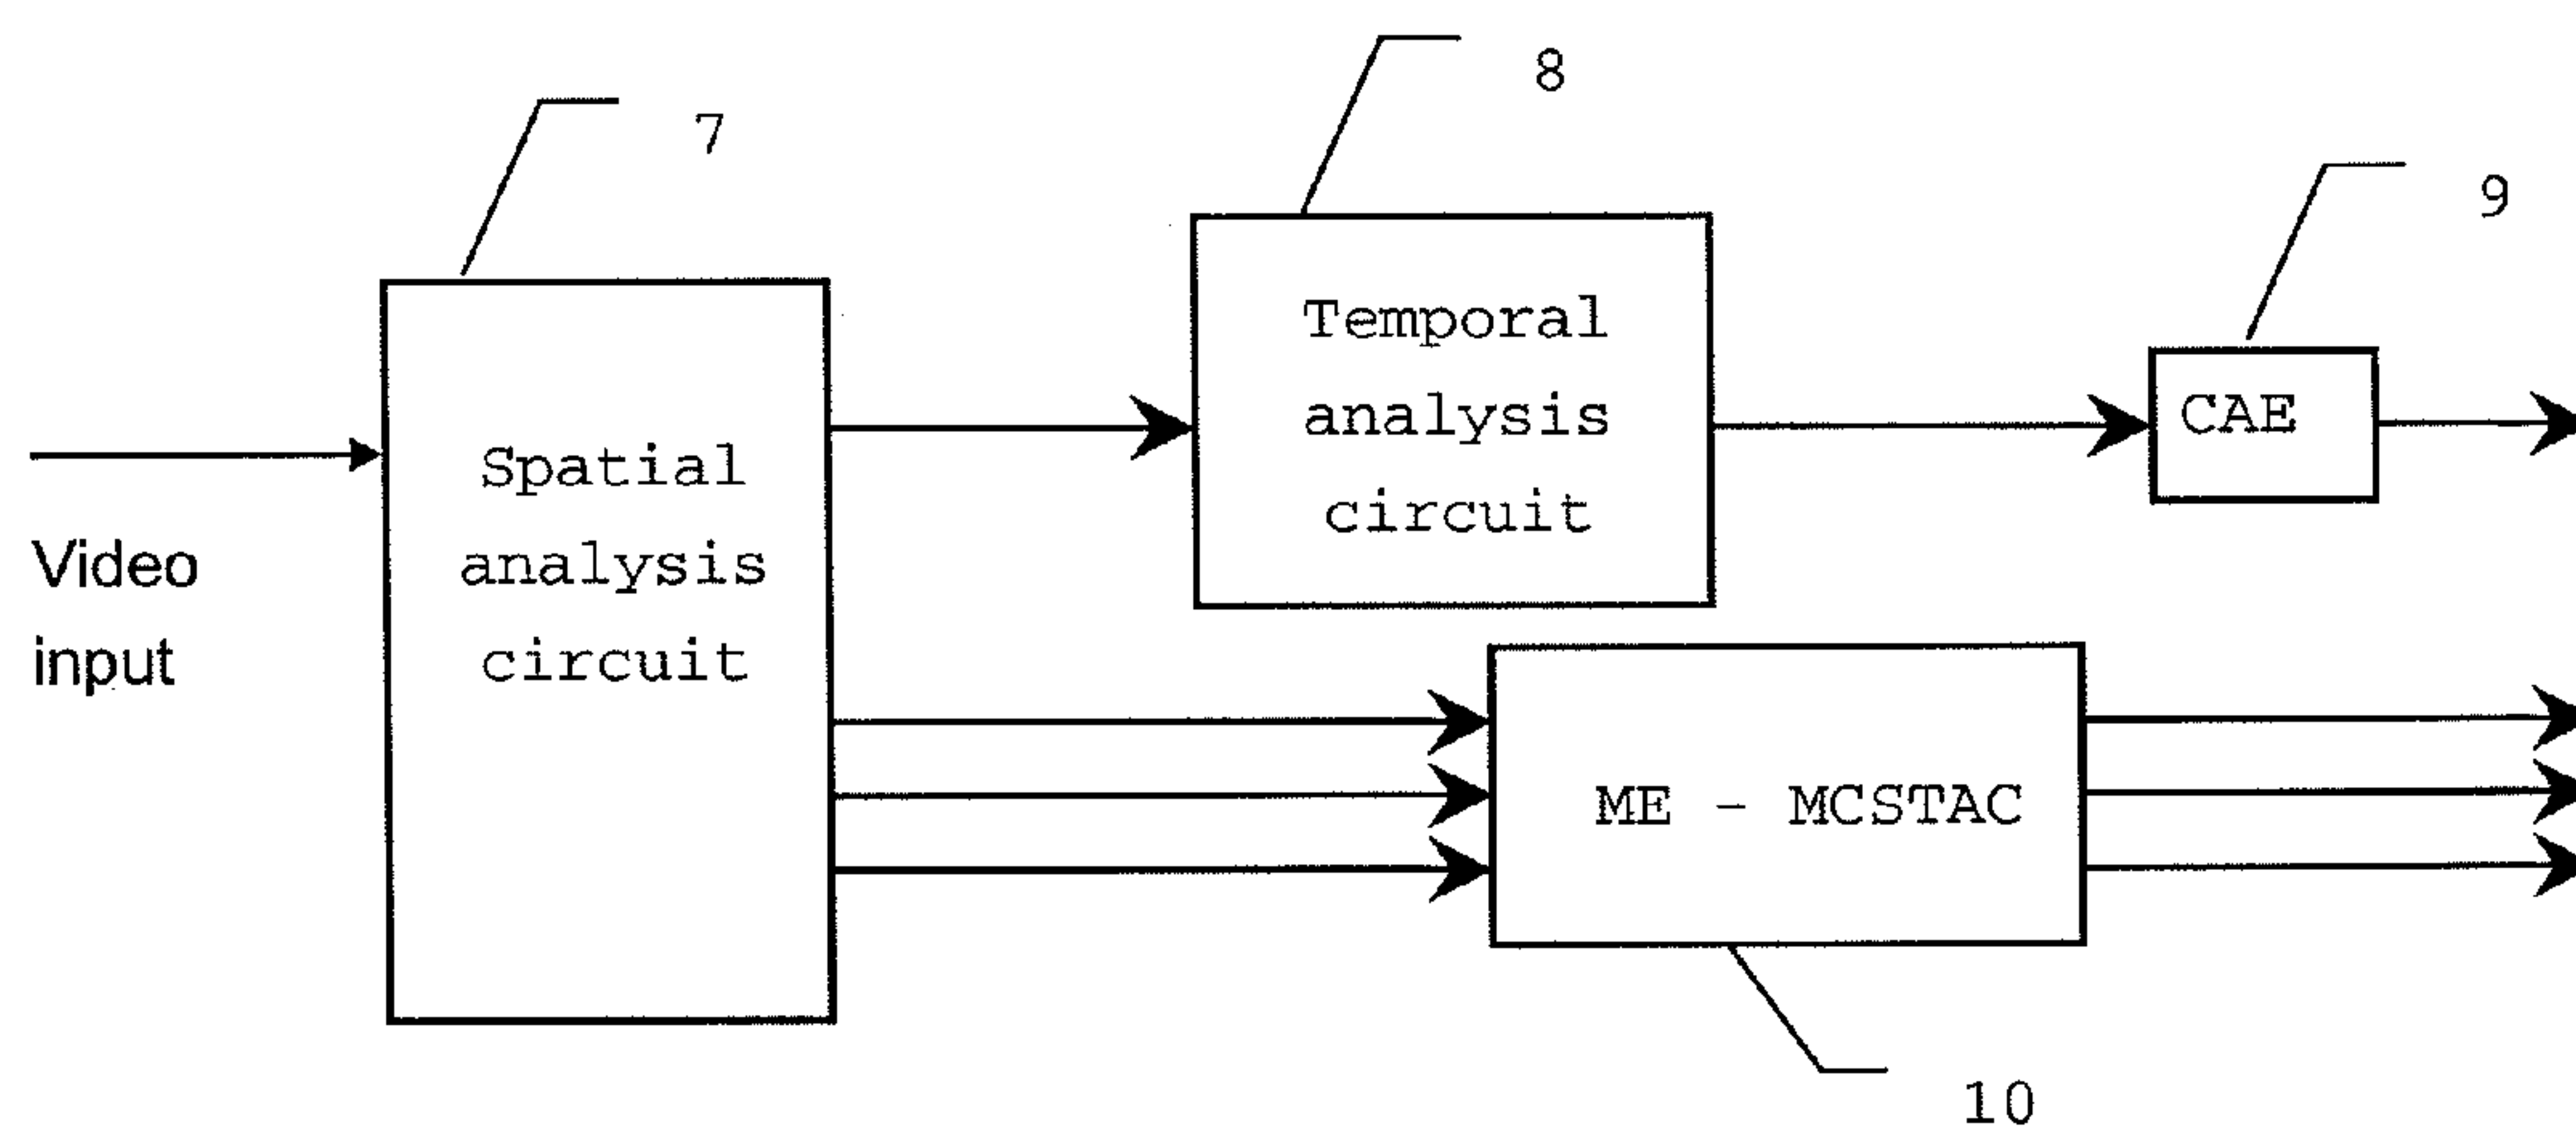 7
8
9
Video
input
Spatial
analysis
circuit
Temporal
analysis
circuit
CAE
ME - MCSTAC
10